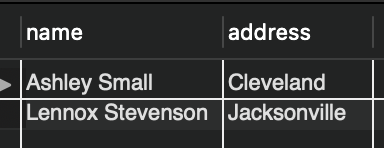 name address
Ashley Small Cleveland
Lennox Stevenson Jacksonville